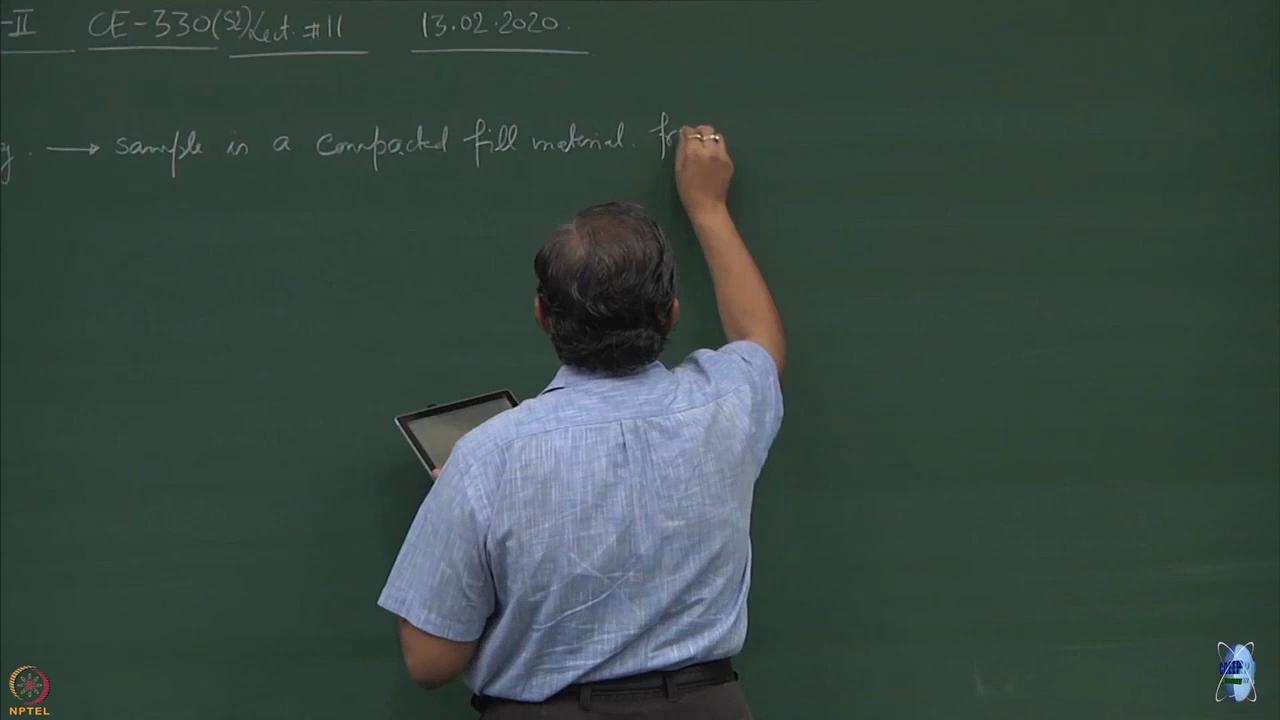 -II CE-330(S2) Lect. #11 13.02.2020.
y. → sample is a compacted fill material. fr
NPTEL